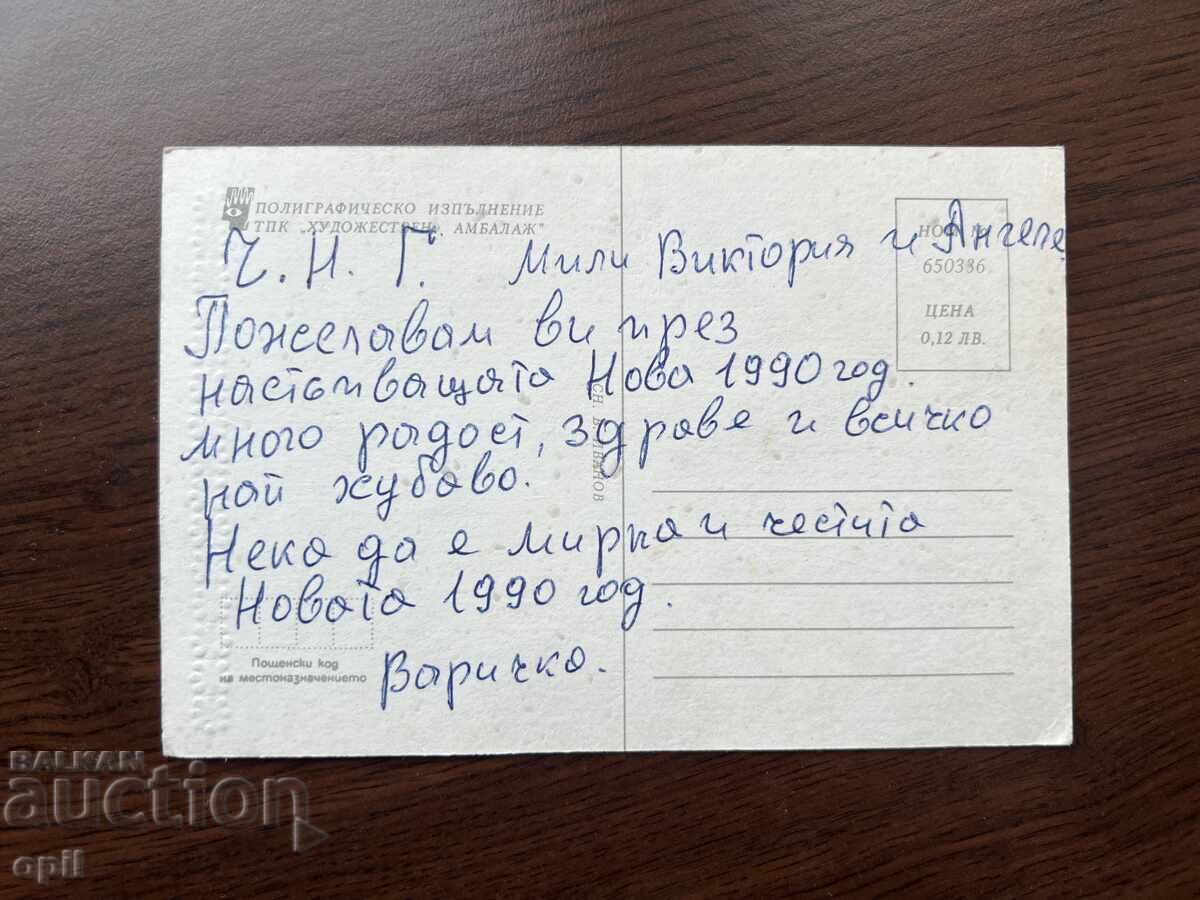 ПОЛИГРАФИЧЕСКО ИЗПЪЛНЕНИЕ
ТПК „ХУДОЖЕСТВЕН АМБАЛАЖ"
650386
ЦЕНА
0,12 ЛВ.
Ч. Н. Г. Мили Виктория и Ангеле
Пожелавам ви през
настъпващата Нова 1990 год.
много радост, здраве и всичко
най хубаво.
Нека да е мирна и честита
Новата 1990 год.
Варичка.
Пощенски код
на местоназначението
BALKAN
auction
opil